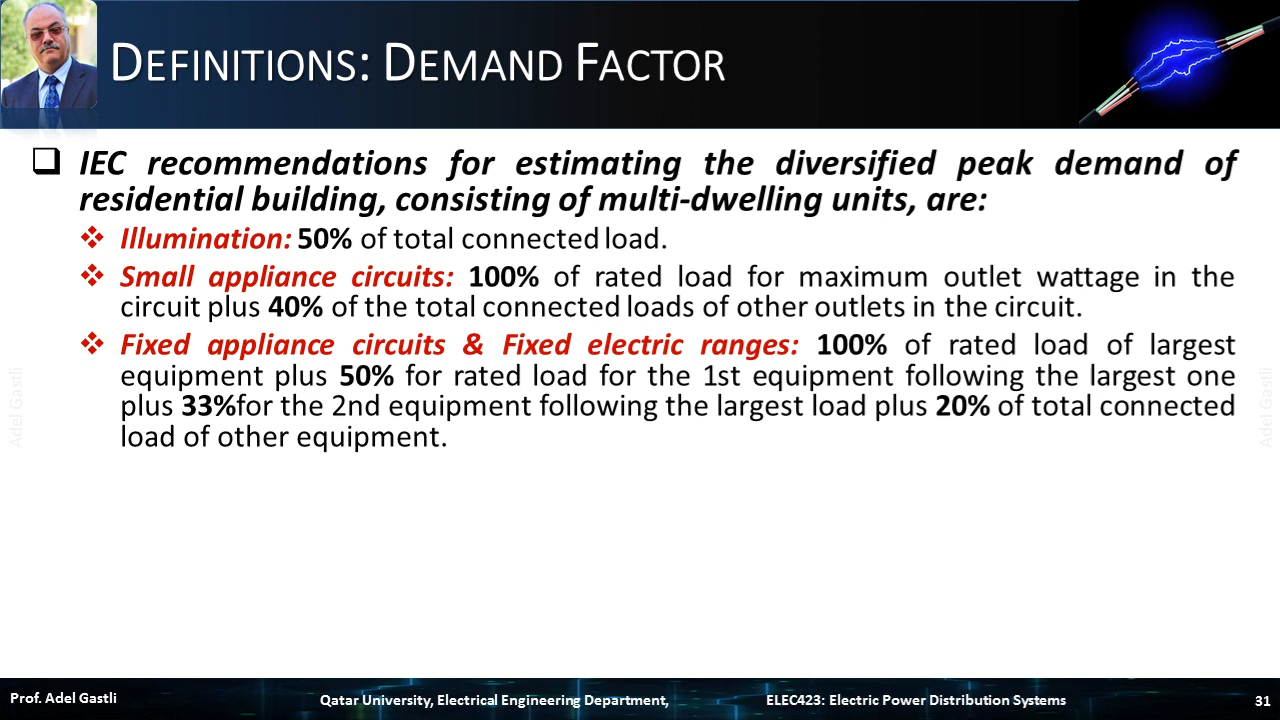 DEFINITIONS: DEMAND FACTOR
IEC recommendations for estimating the diversified peak demand of
residential building, consisting of multi-dwelling units, are:
Illumination: 50% of total connected load.
Small appliance circuits: 100% of rated load for maximum outlet wattage in the
circuit plus 40% of the total connected loads of other outlets in the circuit.
Fixed appliance circuits & Fixed electric ranges: 100% of rated load of largest
equipment plus 50% for rated load for the 1st equipment following the largest one
plus 33%for the 2nd equipment following the largest load plus 20% of total connected
load of other equipment.
Adel Gastli
Adel Gastli
Prof. Adel Gastli
Qatar University, Electrical Engineering Department,
ELEC423: Electric Power Distribution Systems
31